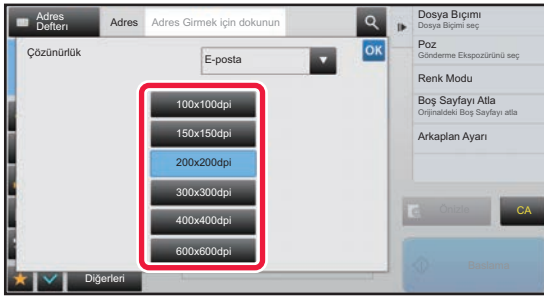 Adres
Defteri
Adres
Adres Girmek için dokunun
Çözünürlük
E-posta
OK
100x100dpi
150x150dpi
200x200dpi
300x300dpi
400x400dpi
600x600dpi
Diğerleri
Dosya Biçimi
Dosya Biçimi seç
Poz
Gönderme Ekspozürünü seç
Renk Modu
Boş Sayfayı Atla
Orijinaldeki Boş Sayfayı atla
Arkaplan Ayarı
CA